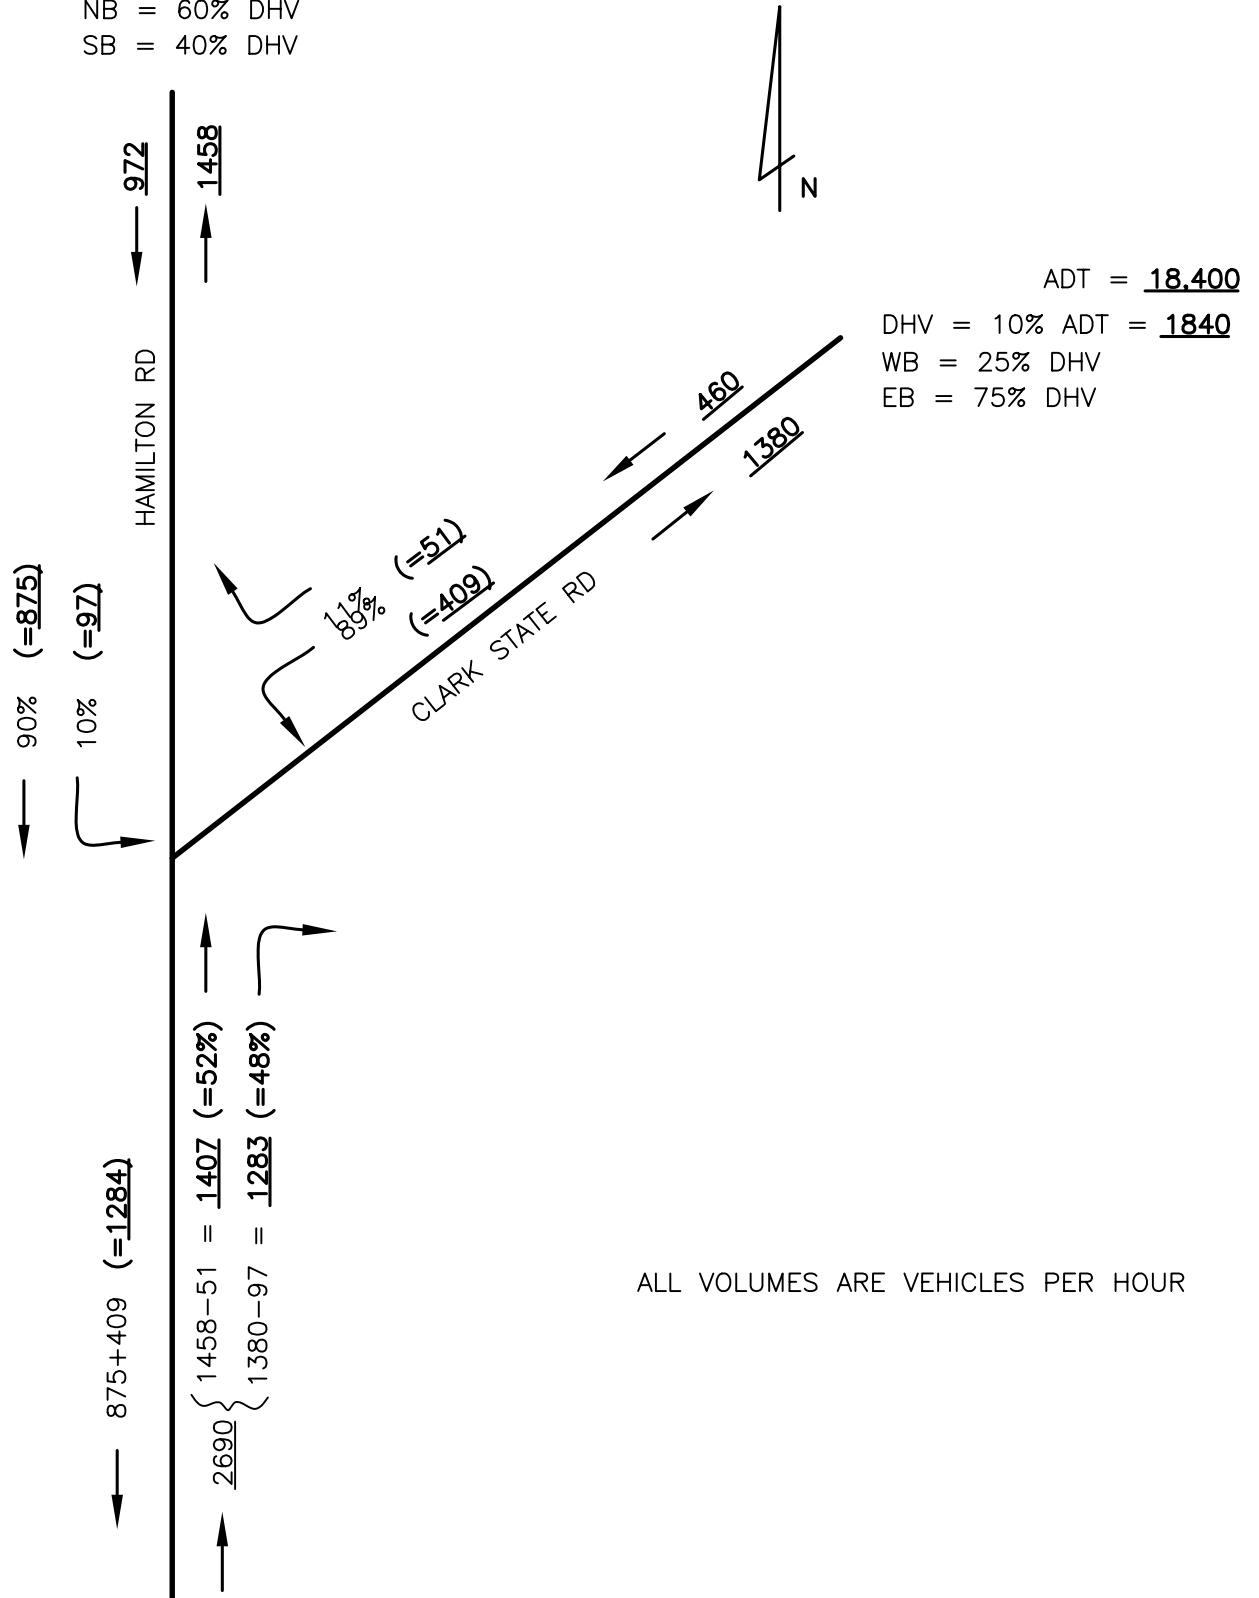 NB = 60% DHV
SB = 40% DHV
972
1458
N
ADT = 18,400
DHV = 10% ADT = 1840
WB = 25% DHV
EB = 75% DHV
HAMILTON RD
460
1380
11% (=51)
89% (=409)
CLARK STATE RD
90% (=875)
10% (=97)
1458-51 = 1407 (=52%)
1380-97 = 1283 (=48%)
875+409 (=1284)
2690
ALL VOLUMES ARE VEHICLES PER HOUR